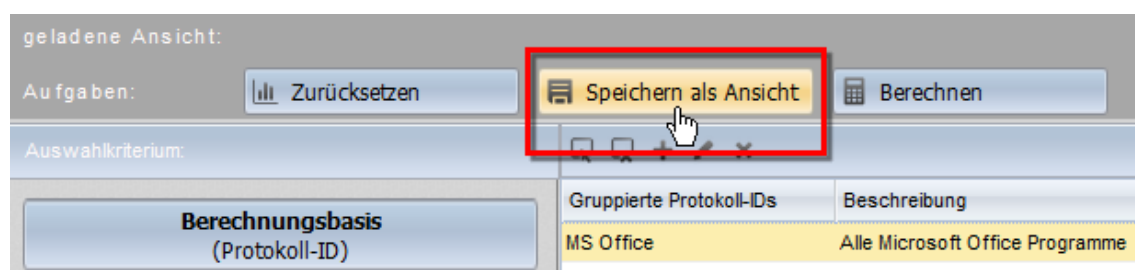 geladene Ansicht:
Aufgaben: Zurücksetzen Speichern als Ansicht Berechnen
Auswahlkriterium:
Gruppierte Protokoll-IDs Beschreibung
Berechnungsbasis
(Protokoll-ID)
MS Office Alle Microsoft Office Programme